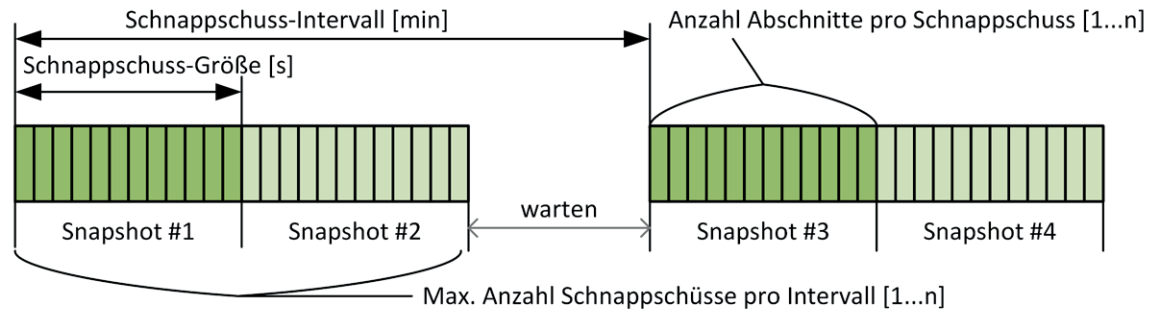 Schnappschuss-Intervall [min]
Anzahl Abschnitte pro Schnappschuss [1...n]
Schnappschuss-Größe [s]
warten
Snapshot #1
Snapshot #2
Snapshot #3
Snapshot #4
Max. Anzahl Schnappschüsse pro Intervall [1...n]